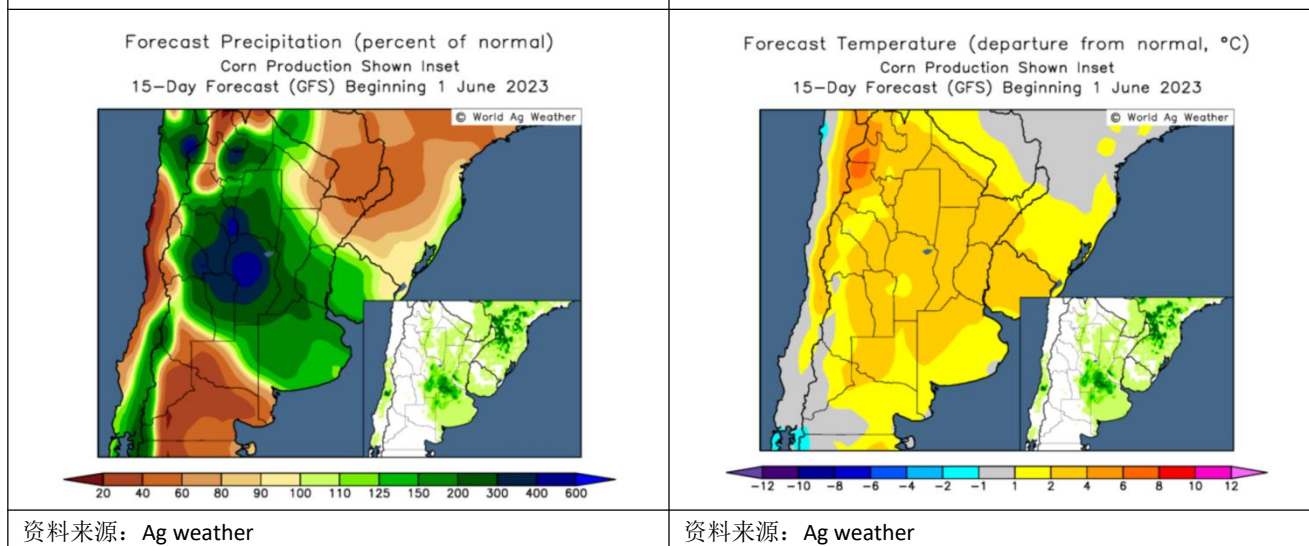 Forecast Precipitation (percent of normal)
Corn Production Shown Inset
15-Day Forecast (GFS) Beginning 1 June 2023
© World Ag Weather
20 40 60 80 90 100 110 125 150 200 300 400 600
资料来源：Ag weather
Forecast Temperature (departure from normal, °C)
Corn Production Shown Inset
15-Day Forecast (GFS) Beginning 1 June 2023
© World Ag Weather
-12 -10 -8 -6 -4 -2 -1 1 2 4 6 8 10 12
资料来源：Ag weather